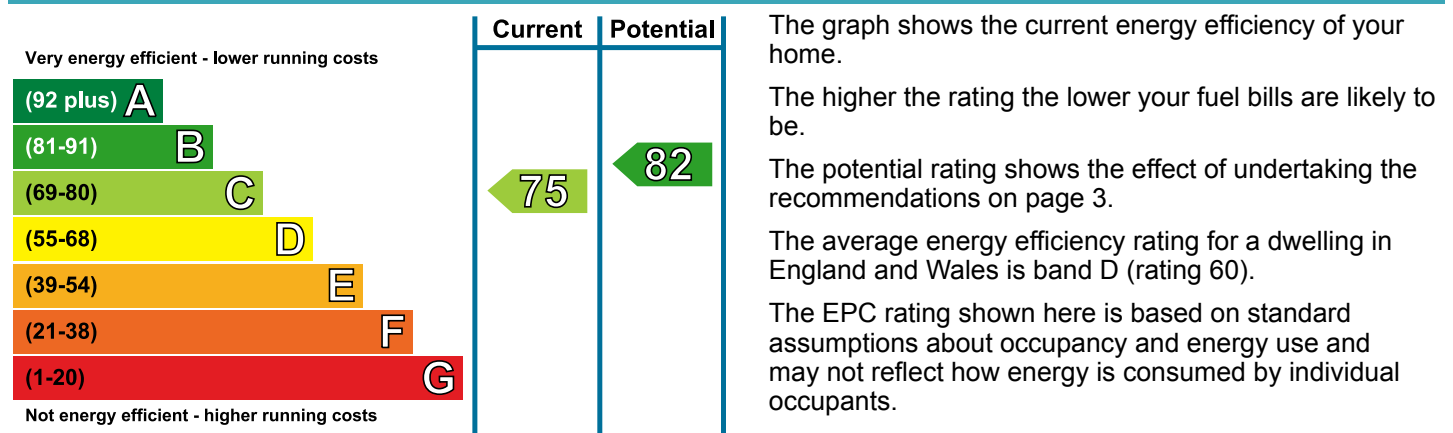 Current Potential
Very energy efficient - lower running costs
(92 plus) A
(81-91) B
(69-80) C
(55-68) D
(39-54) E
(21-38) F
(1-20) G
Not energy efficient - higher running costs
75
82
The graph shows the current energy efficiency of your
home.
The higher the rating the lower your fuel bills are likely to
be.
The potential rating shows the effect of undertaking the
recommendations on page 3.
The average energy efficiency rating for a dwelling in
England and Wales is band D (rating 60).
The EPC rating shown here is based on standard
assumptions about occupancy and energy use and
may not reflect how energy is consumed by individual
occupants.